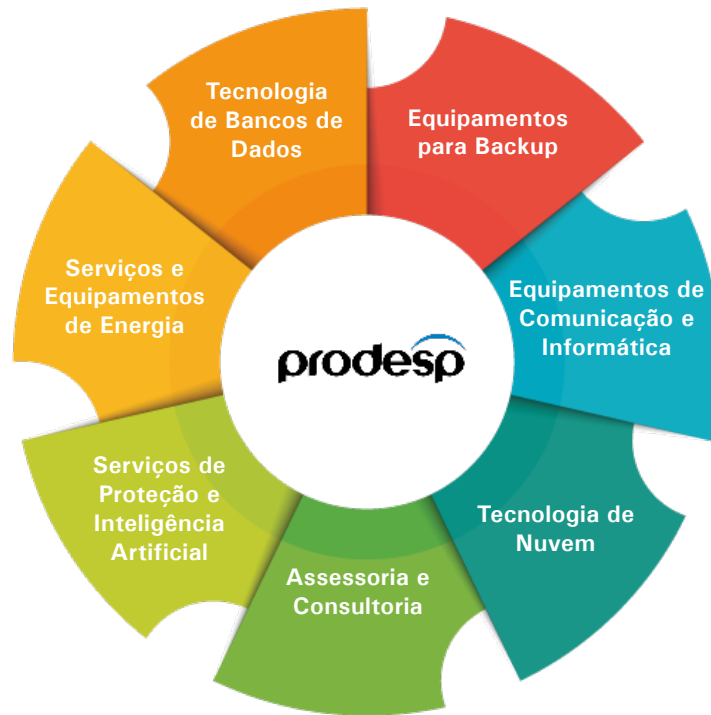 Tecnologia
de Bancos de
Dados
Equipamentos
para Backup
Serviços e
Equipamentos
de Energia
Equipamentos de
Comunicação e
Informática
prodesp
Serviços de
Proteção e
Inteligência
Artificial
Tecnologia de
Nuvem
Assessoria e
Consultoria